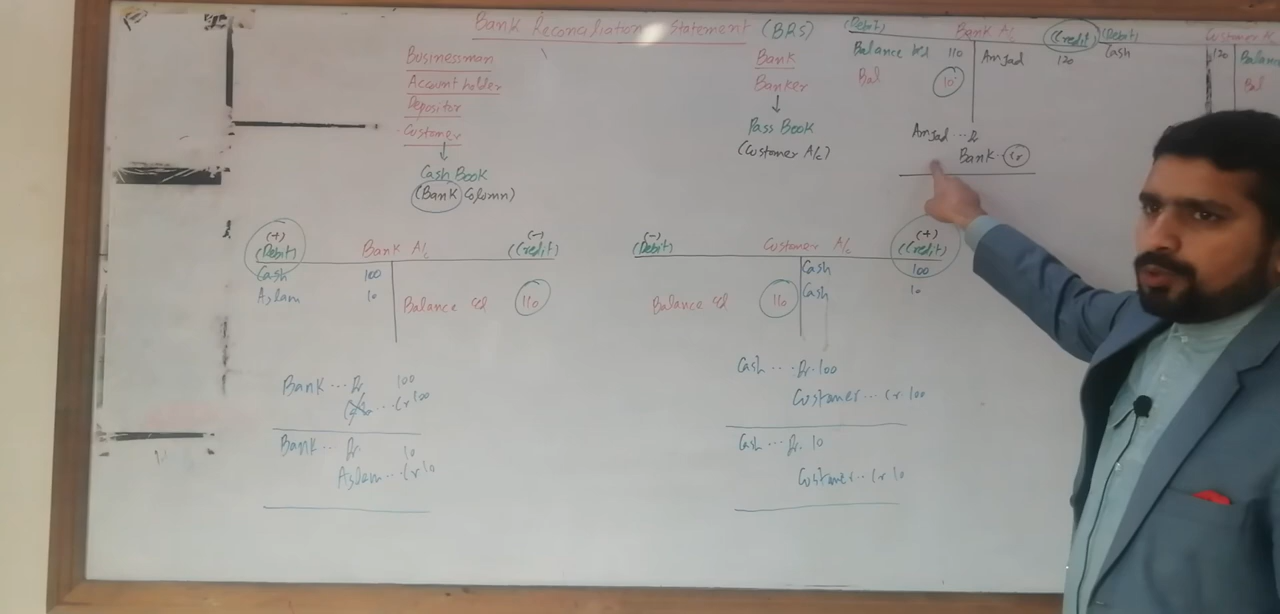 Bank Reconciliation Statement (BRS)
Businessman
Account holder
Depositor
Customer
↓
Cash Book
(Bank Column)
Bank
Banker
↓
Pass Book
(Customer A/c)
(Debit) Bank A/c (Credit)
Balance bd 110 Amjad 120
Bal 10
Amjad ... Dr
Bank .. Cr
(Debit) Customer A/c
Cash 120 Balance
Bal
(+) (-)
(Debit) Bank A/c (Credit)
Cash 100
Aslam 10
Balance cd 110
Bank ... Dr. 100
... Cr 100
Bank ... Dr. 10
Aslam ... Cr 10
(-) (+)
(Debit) Customer A/c (Credit)
Cash 100
Cash 10
Balance cd 110
Cash .... Dr. 100
Customer ... Cr. 100
Cash ... Dr. 10
Customer .. Cr 10